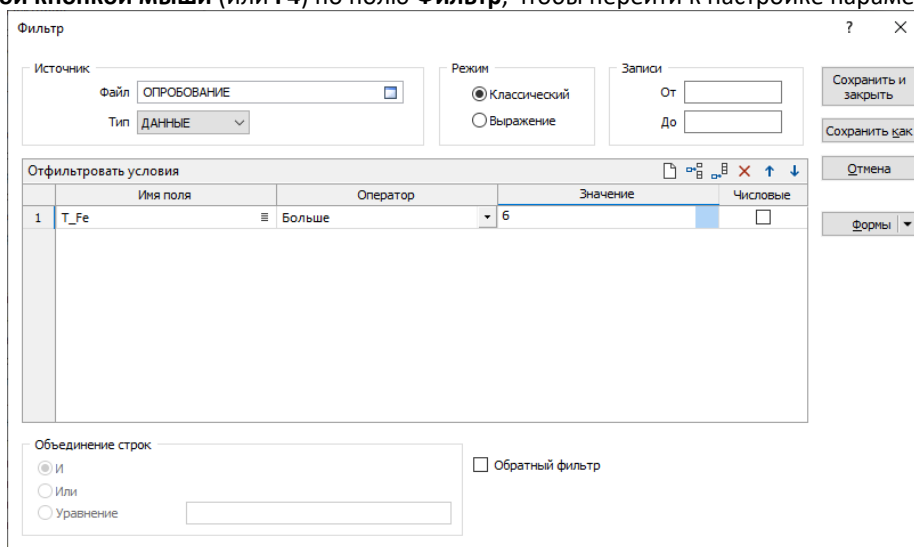 ой кнопкой мыши (или F4) по полю Фильтр, чтобы перейти к настройке параме
Фильтр ? ×
Источник
Файл ОПРОБОВАНИЕ
Тип ДАННЫЕ
Режим
Классический
Выражение
Записи
От
До
Сохранить и закрыть
Сохранить как
Отмена
Формы
Отфильтровать условия
Имя поля Оператор Значение Числовые
1 T_Fe Больше 6
Объединение строк
И
Или
Уравнение
Обратный фильтр